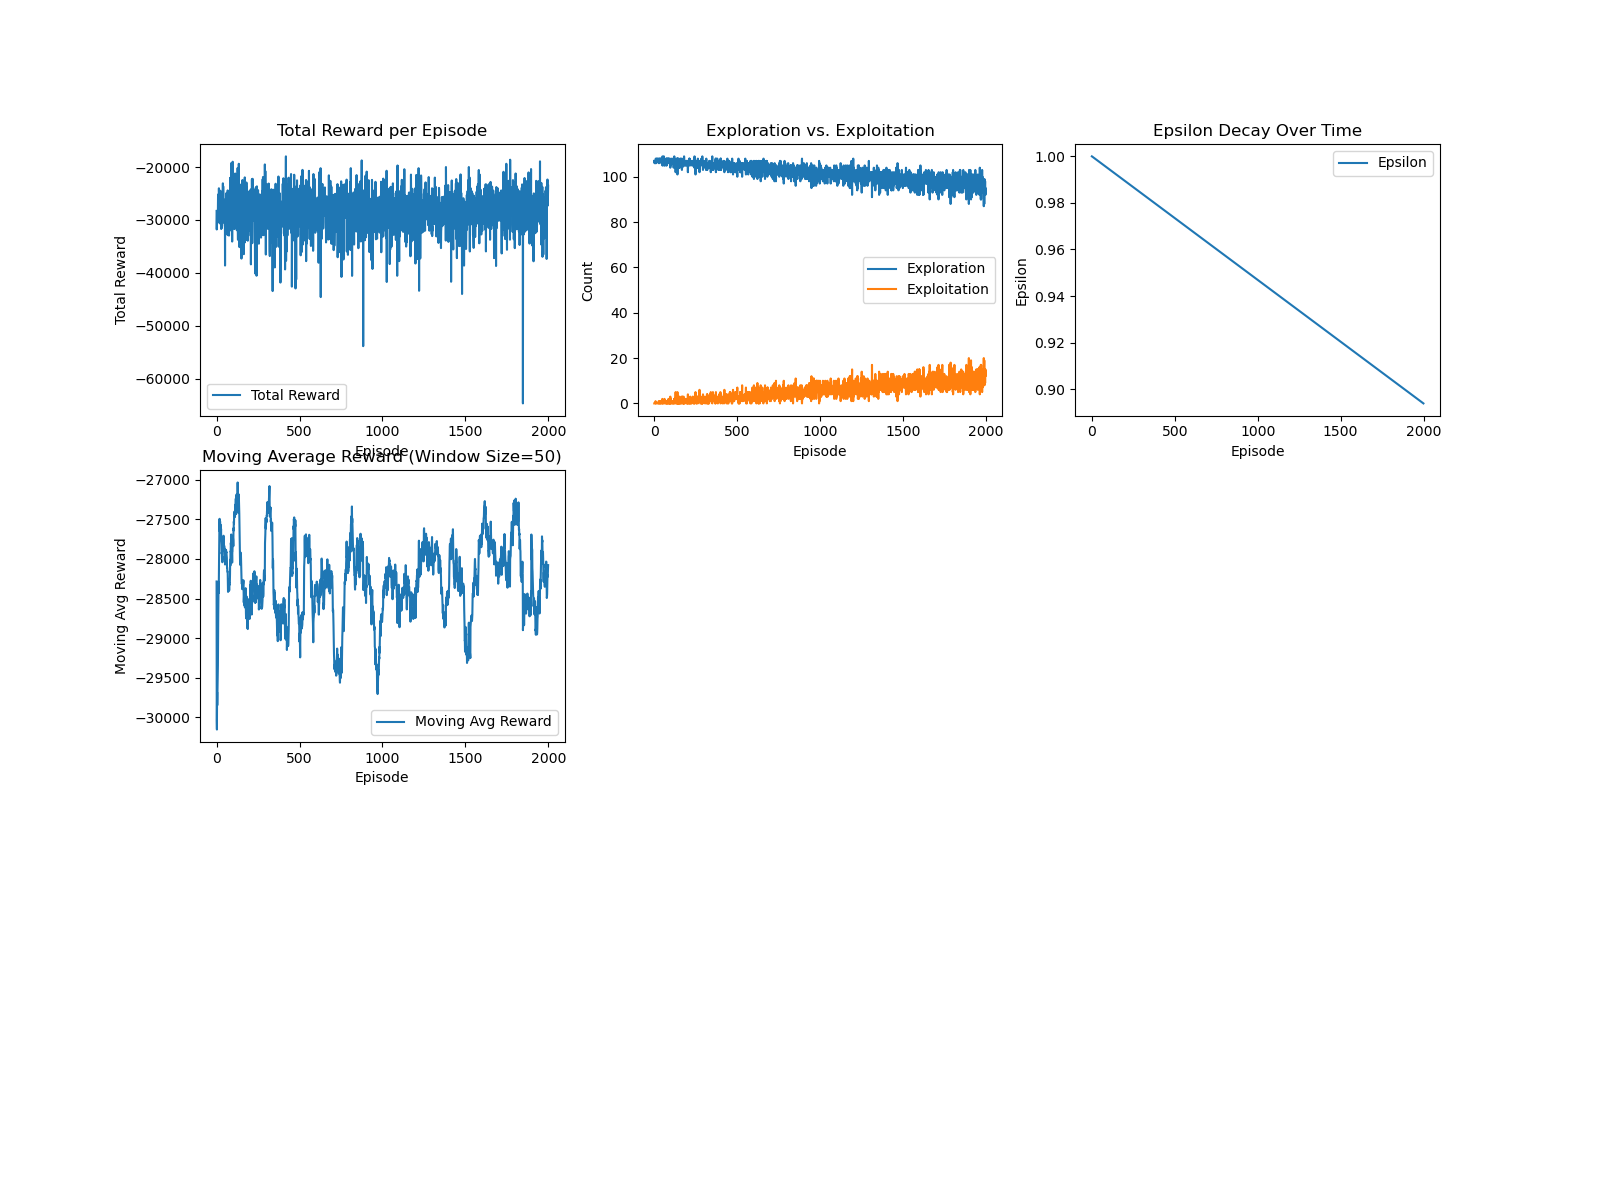 Total Reward per Episode
Total Reward
−20000
−30000
−40000
−50000
−60000
Total Reward
0 500 1000 1500 2000
Episode
Exploration vs. Exploitation
Count
100
80
60
40
20
0
Exploration
Exploitation
0 500 1000 1500 2000
Episode
Epsilon Decay Over Time
Epsilon
1.00
0.98
0.96
0.94
0.92
0.90
Epsilon
0 500 1000 1500 2000
Episode
Moving Average Reward (Window Size=50)
Moving Avg Reward
−27000
−27500
−28000
−28500
−29000
−29500
−30000
Moving Avg Reward
0 500 1000 1500 2000
Episode